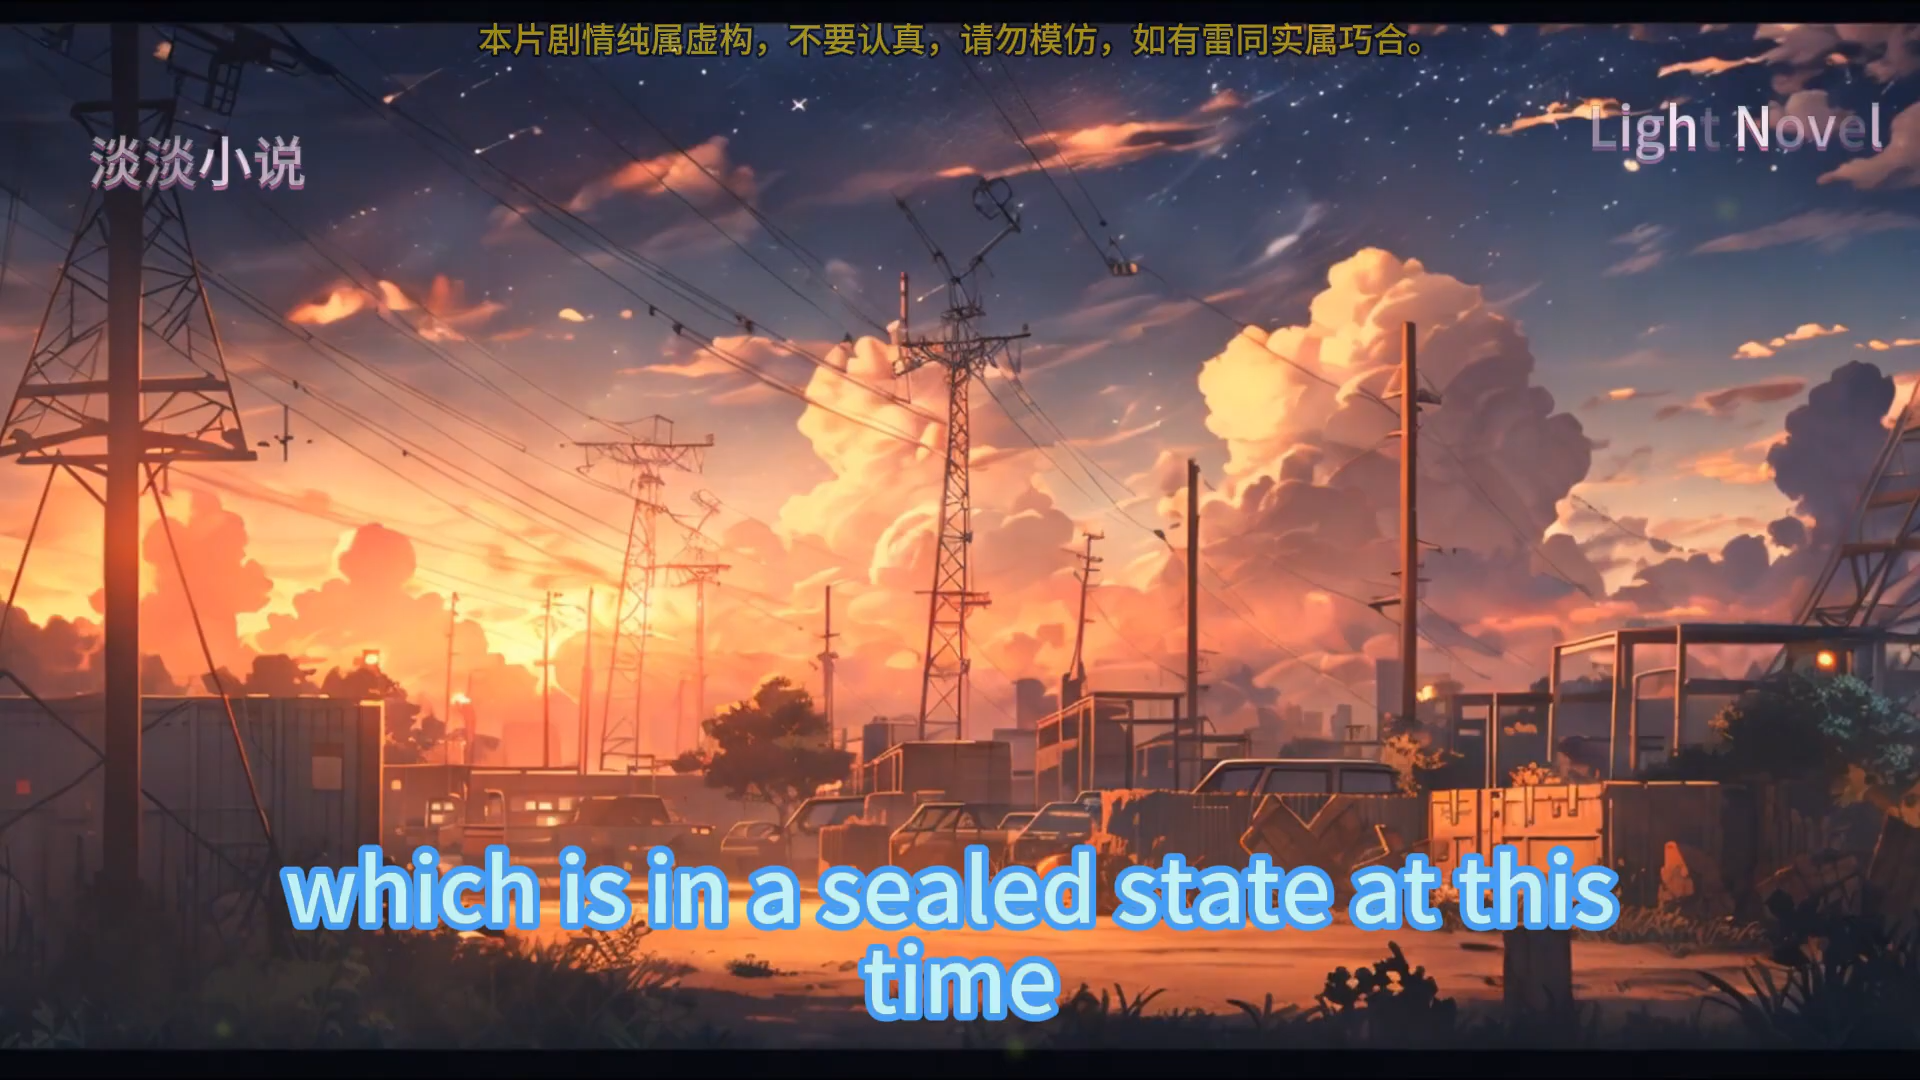 本片剧情纯属虚构，不要认真，请勿模仿，如有雷同实属巧合。
淡淡小说
Light Novel
which is in a sealed state at this
time